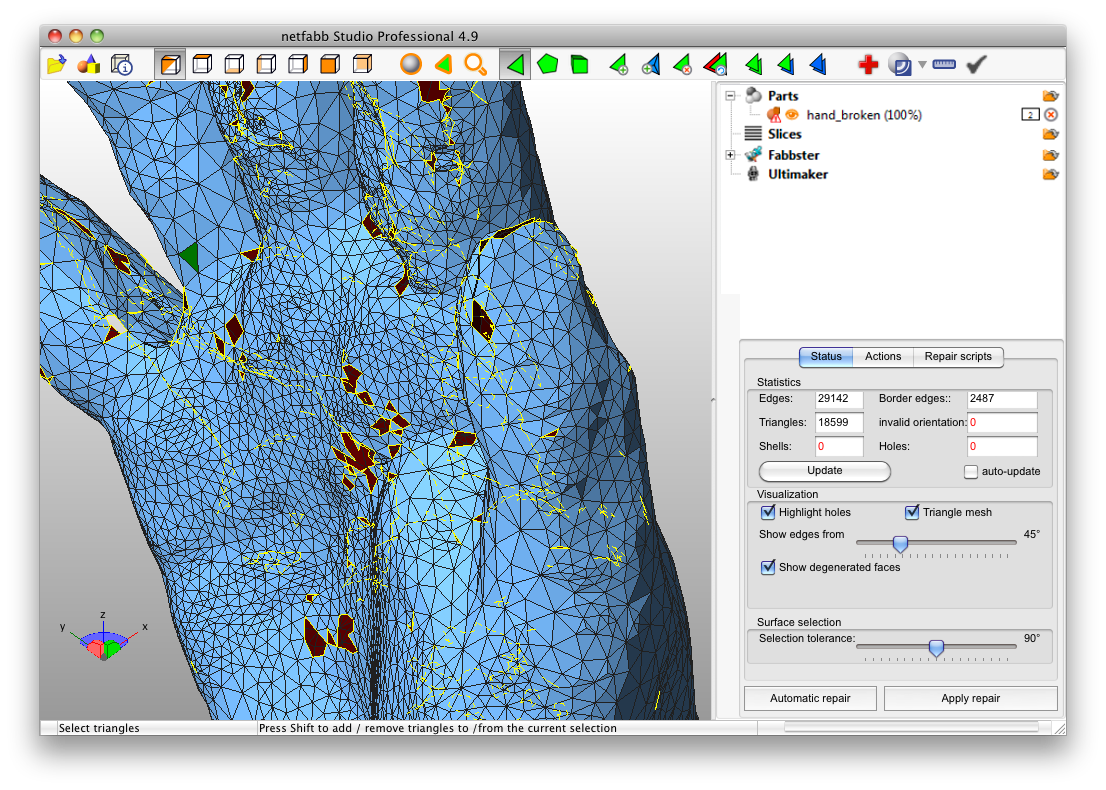 netfabb Studio Professional 4.9
Parts
hand_broken (100%)
2
Slices
Fabbster
Ultimaker
Status Actions Repair scripts
Statistics
Edges: 29142 Border edges:: 2487
Triangles: 18599 invalid orientation: 0
Shells: 0 Holes: 0
Update auto-update
Visualization
Highlight holes Triangle mesh
Show edges from 45°
Show degenerated faces
Surface selection
Selection tolerance: 90°
Automatic repair Apply repair
z
y x
Select triangles Press Shift to add / remove triangles to /from the current selection